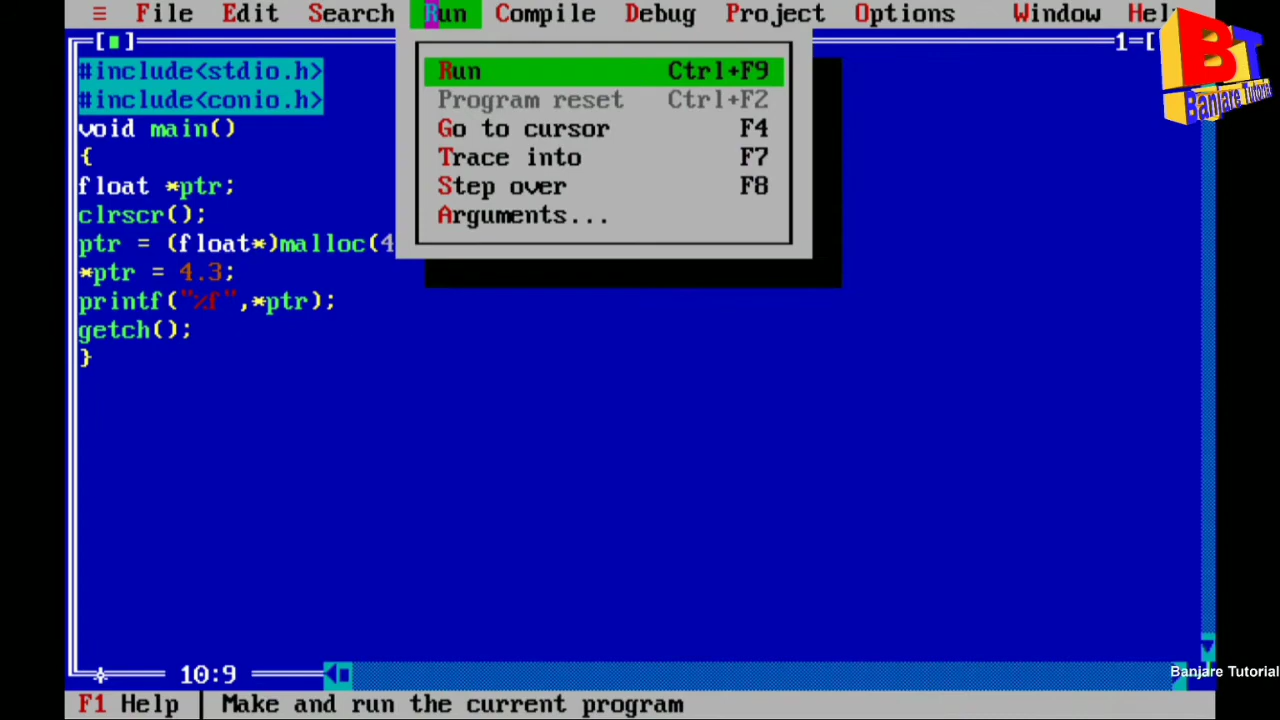 ≡ File Edit Search Run Compile Debug Project Options Window Hel
[■] 1=[
BT
Banjare Tutorial
Run Ctrl+F9
Program reset Ctrl+F2
Go to cursor F4
Trace into F7
Step over F8
Arguments...
#include<stdio.h>
#include<conio.h>
void main()
{
float *ptr;
clrscr();
ptr = (float*)malloc(4
*ptr = 4.3;
printf("%f",*ptr);
getch();
}
10:9
Banjare Tutorial
F1 Help │ Make and run the current program